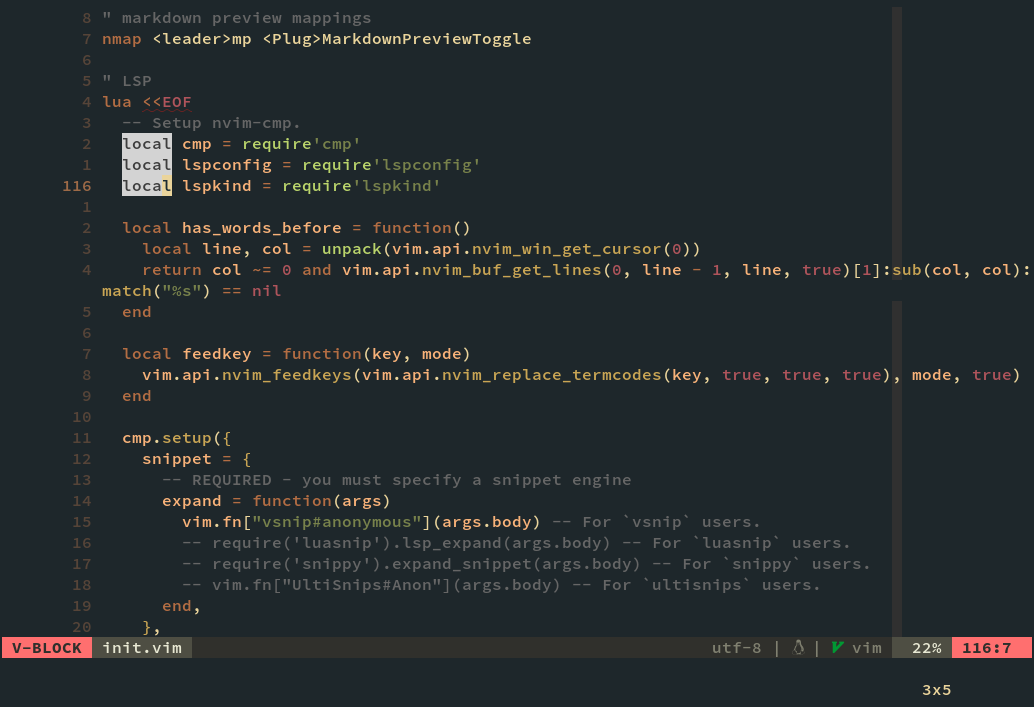 8 " markdown preview mappings
7 nmap <leader>mp <Plug>MarkdownPreviewToggle
6
5 " LSP
4 lua <<EOF
3   -- Setup nvim-cmp.
2   local cmp = require'cmp'
1   local lspconfig = require'lspconfig'
116   local lspkind = require'lspkind'
1
2   local has_words_before = function()
3     local line, col = unpack(vim.api.nvim_win_get_cursor(0))
4     return col ~= 0 and vim.api.nvim_buf_get_lines(0, line - 1, line, true)[1]:sub(col, col):
match("%s") == nil
5   end
6
7   local feedkey = function(key, mode)
8     vim.api.nvim_feedkeys(vim.api.nvim_replace_termcodes(key, true, true, true), mode, true)
9   end
10
11   cmp.setup({
12     snippet = {
13       -- REQUIRED - you must specify a snippet engine
14       expand = function(args)
15         vim.fn["vsnip#anonymous"](args.body) -- For `vsnip` users.
16         -- require('luasnip').lsp_expand(args.body) -- For `luasnip` users.
17         -- require('snippy').expand_snippet(args.body) -- For `snippy` users.
18         -- vim.fn["UltiSnips#Anon"](args.body) -- For `ultisnips` users.
19       end,
20     },
V-BLOCK init.vim utf-8 | | vim 22% 116:7
3x5